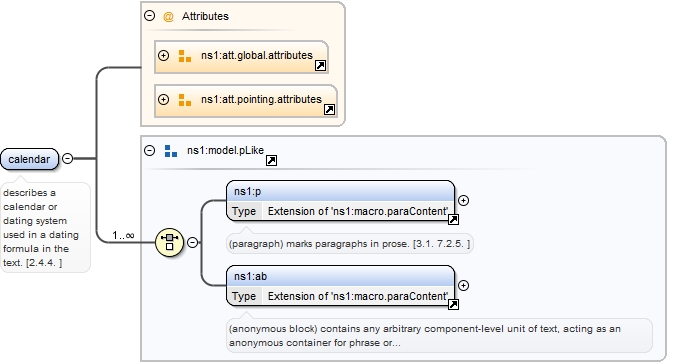 Attributes
ns1:att.global.attributes
ns1:att.pointing.attributes
calendar
describes a
calendar or
dating system
used in a dating
formula in the
text. [2.4.4. ]
1..∞
ns1:model.pLike
ns1:p
Type Extension of 'ns1:macro.paraContent'
(paragraph) marks paragraphs in prose. [3.1. 7.2.5. ]
ns1:ab
Type Extension of 'ns1:macro.paraContent'
(anonymous block) contains any arbitrary component-level unit of text, acting as an
anonymous container for phrase or...